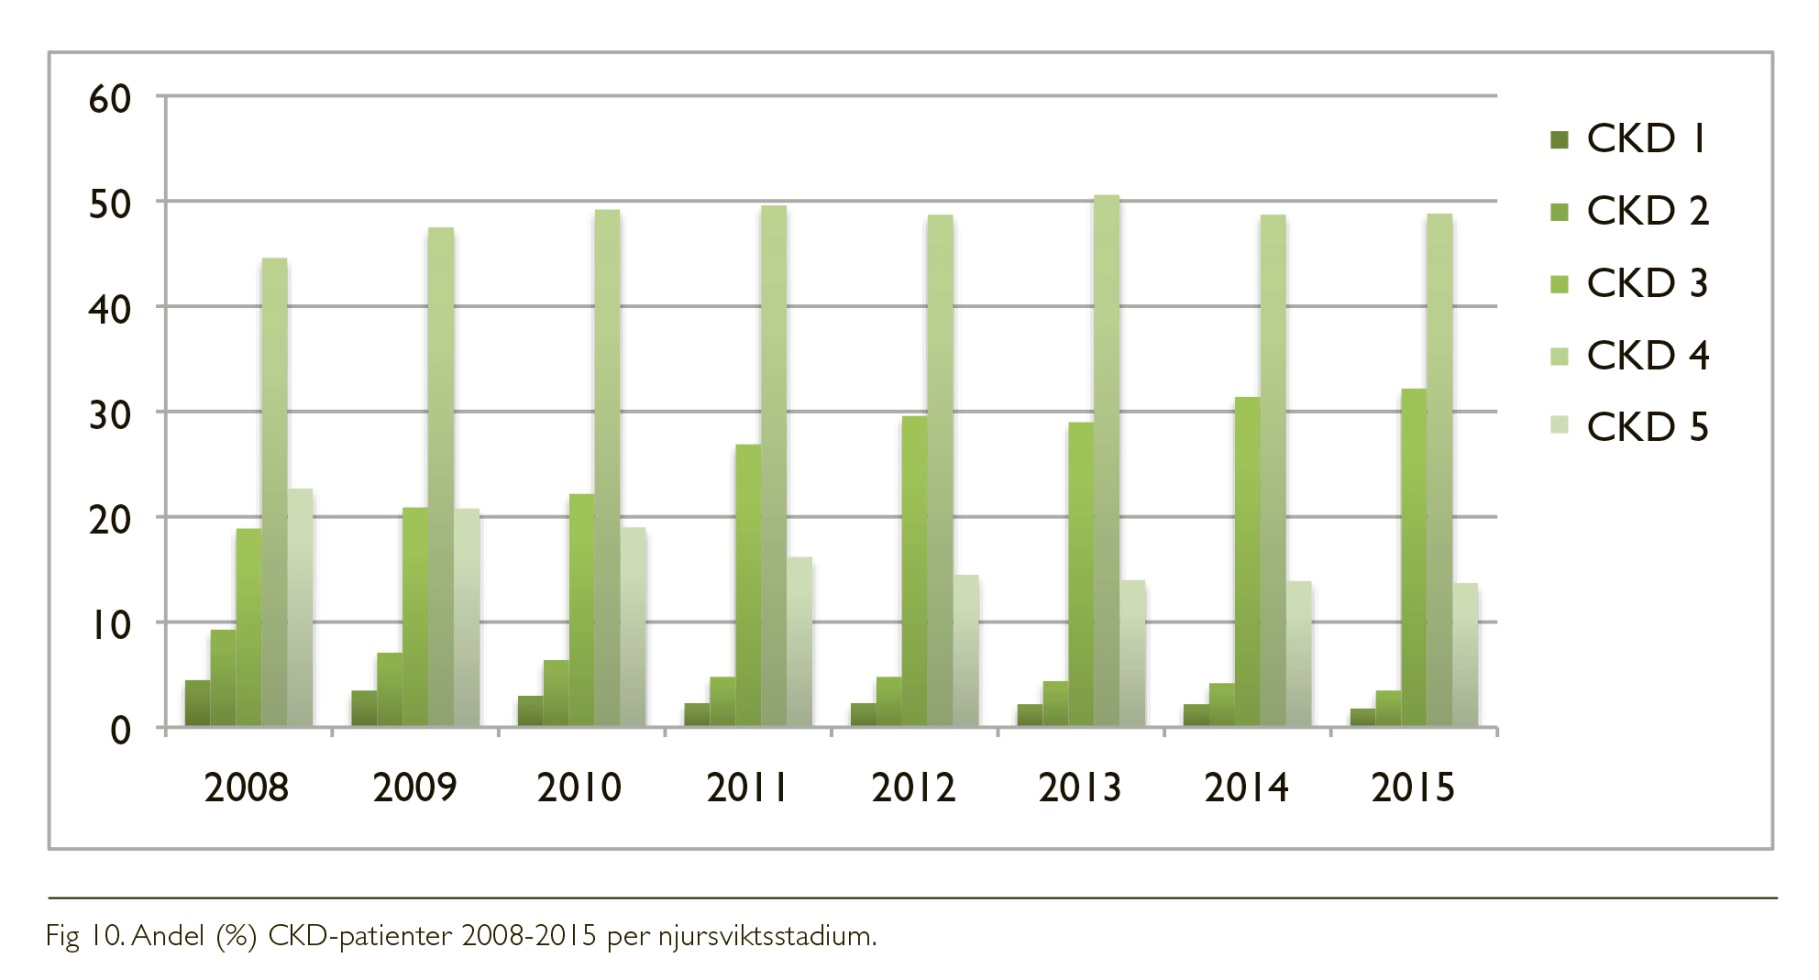 60
50
40
30
20
10
0
2008 2009 2010 2011 2012 2013 2014 2015
CKD 1
CKD 2
CKD 3
CKD 4
CKD 5
Fig 10. Andel (%) CKD-patienter 2008-2015 per njursviktsstadium.